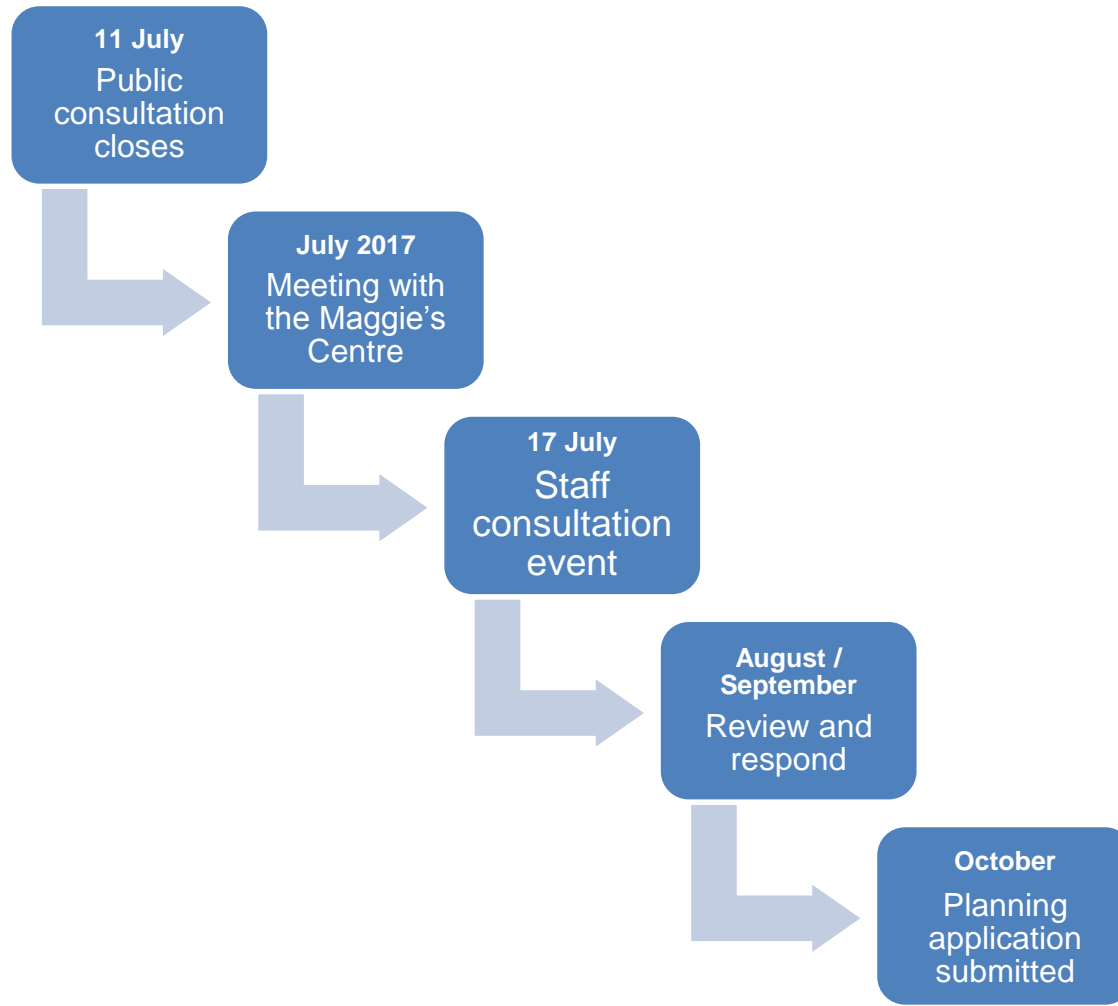 11 July
Public
consultation
closes
July 2017
Meeting with
the Maggie’s
Centre
17 July
Staff
consultation
event
August /
September
Review and
respond
October
Planning
application
submitted